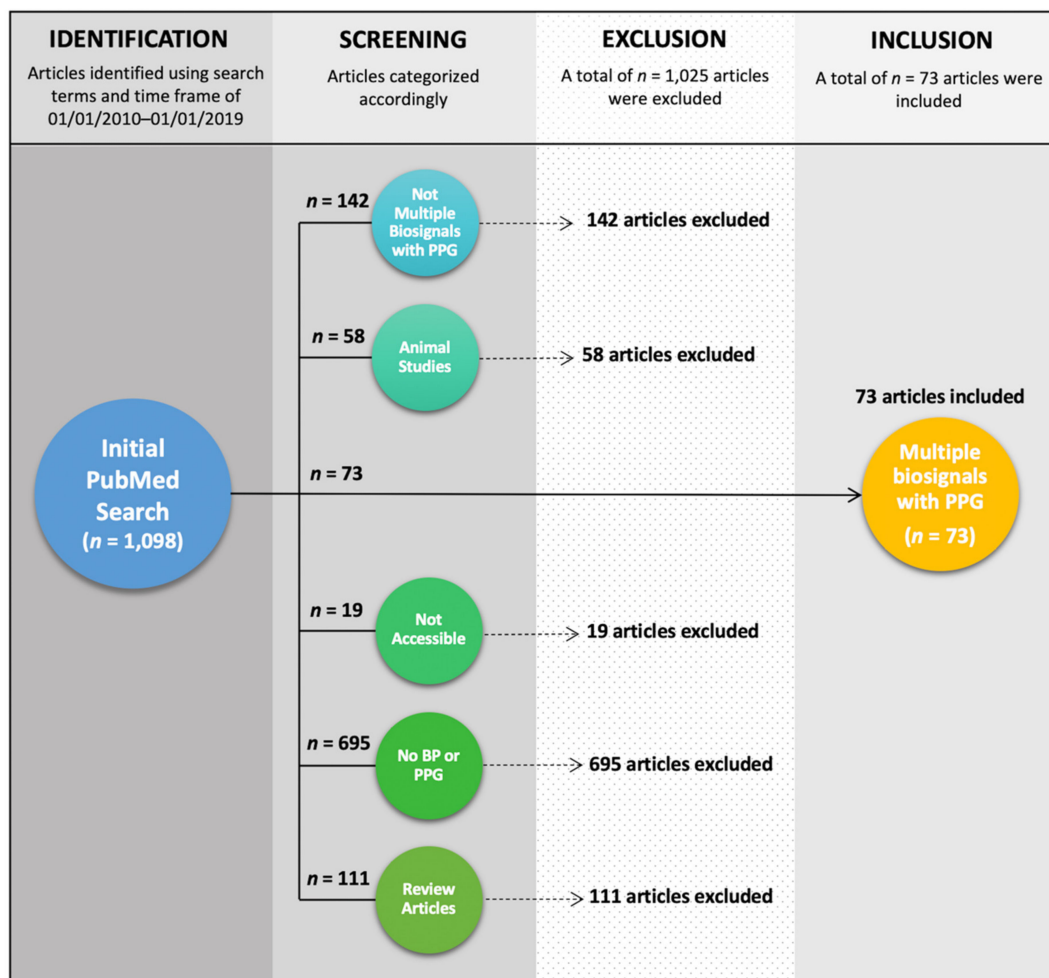 IDENTIFICATION
Articles identified using search
terms and time frame of
01/01/2010–01/01/2019
SCREENING
Articles categorized
accordingly
EXCLUSION
A total of n = 1,025 articles
were excluded
INCLUSION
A total of n = 73 articles were
included
Initial
PubMed
Search
(n = 1,098)
n = 142
Not
Multiple
Biosignals
with PPG
142 articles excluded
n = 58
Animal
Studies
58 articles excluded
n = 73
73 articles included
Multiple
biosignals
with PPG
(n = 73)
n = 19
Not
Accessible
19 articles excluded
n = 695
No BP or
PPG
695 articles excluded
n = 111
Review
Articles
111 articles excluded